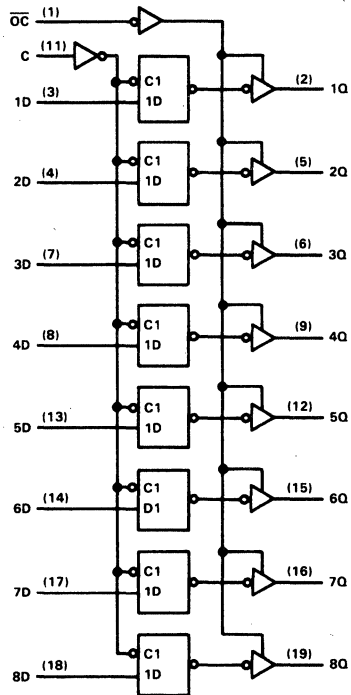 OC (1)
C (11)
C1 (2)
1D (3) 1D 1Q
C1 (5)
2D (4) 1D 2Q
C1 (6)
3D (7) 1D 3Q
C1 (9)
4D (8) 1D 4Q
C1 (12)
5D (13) 1D 5Q
C1 (15)
6D (14) D1 6Q
C1 (16)
7D (17) 1D 7Q
C1 (19)
8D (18) 1D 8Q